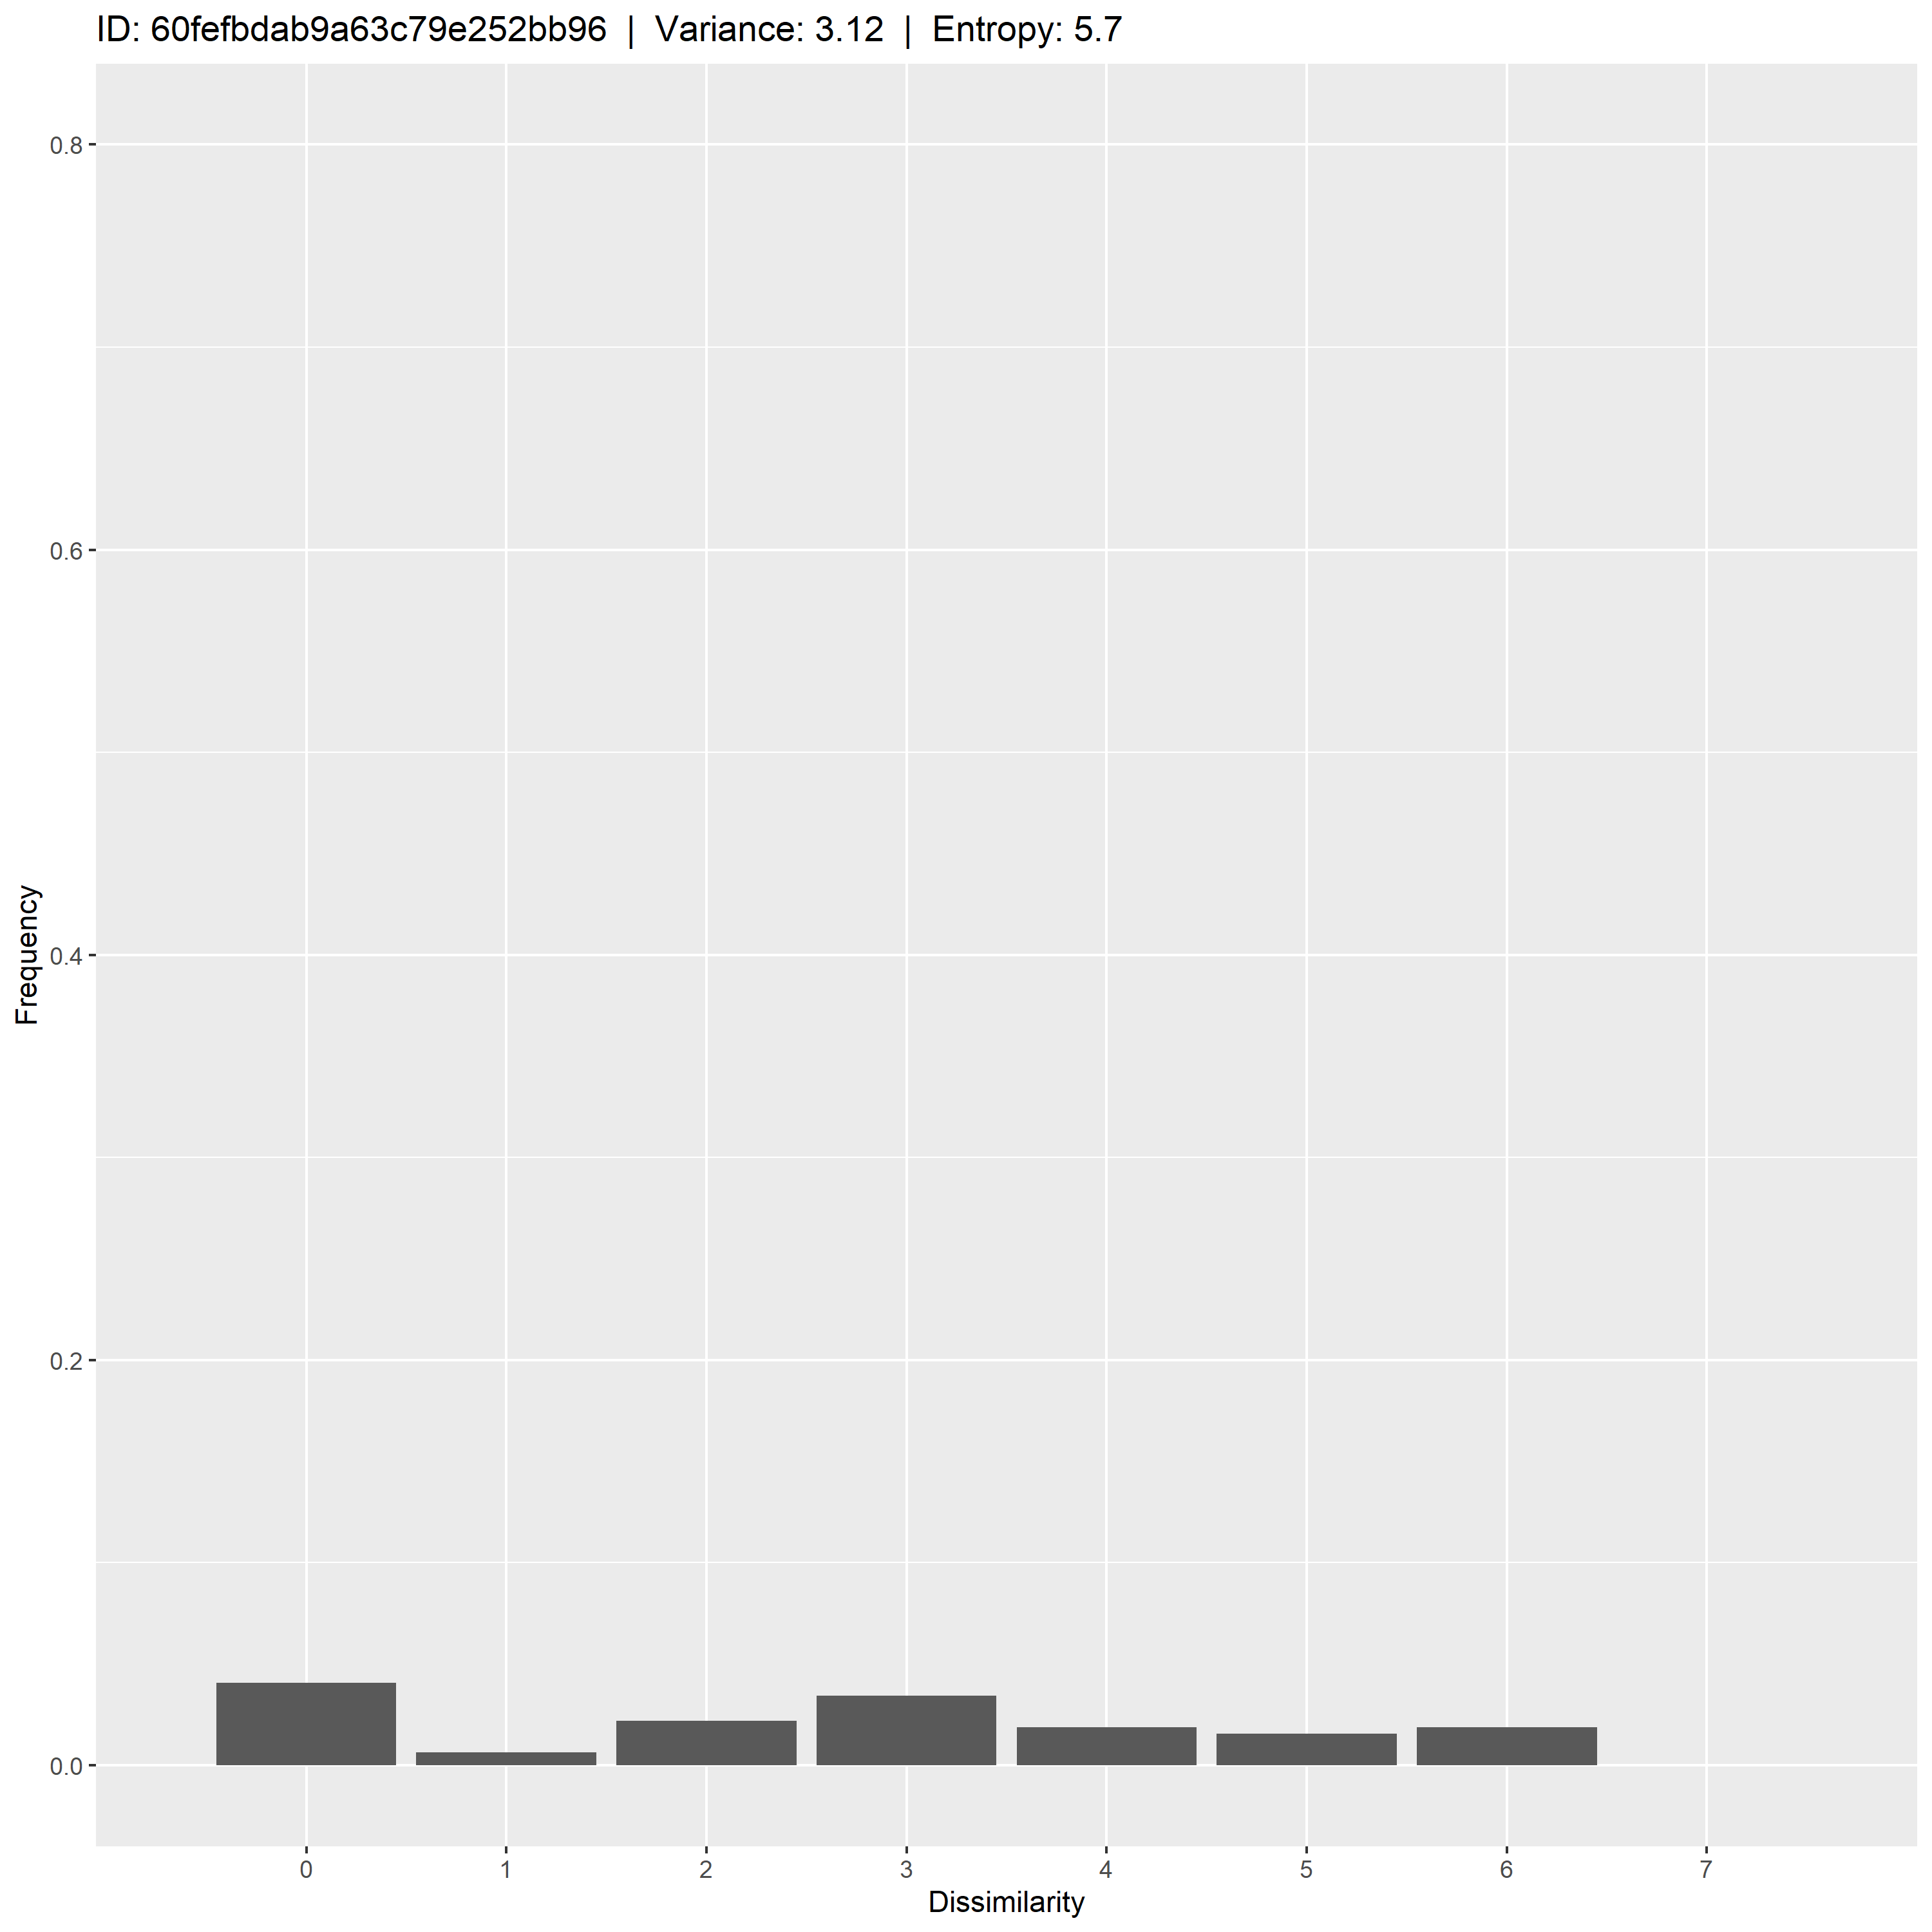 ID: 60fefbdab9a63c79e252bb96 | Variance: 3.12 | Entropy: 5.7
0.8
0.6
0.4
0.2
0.0
Frequency
0 1 2 3 4 5 6 7
Dissimilarity